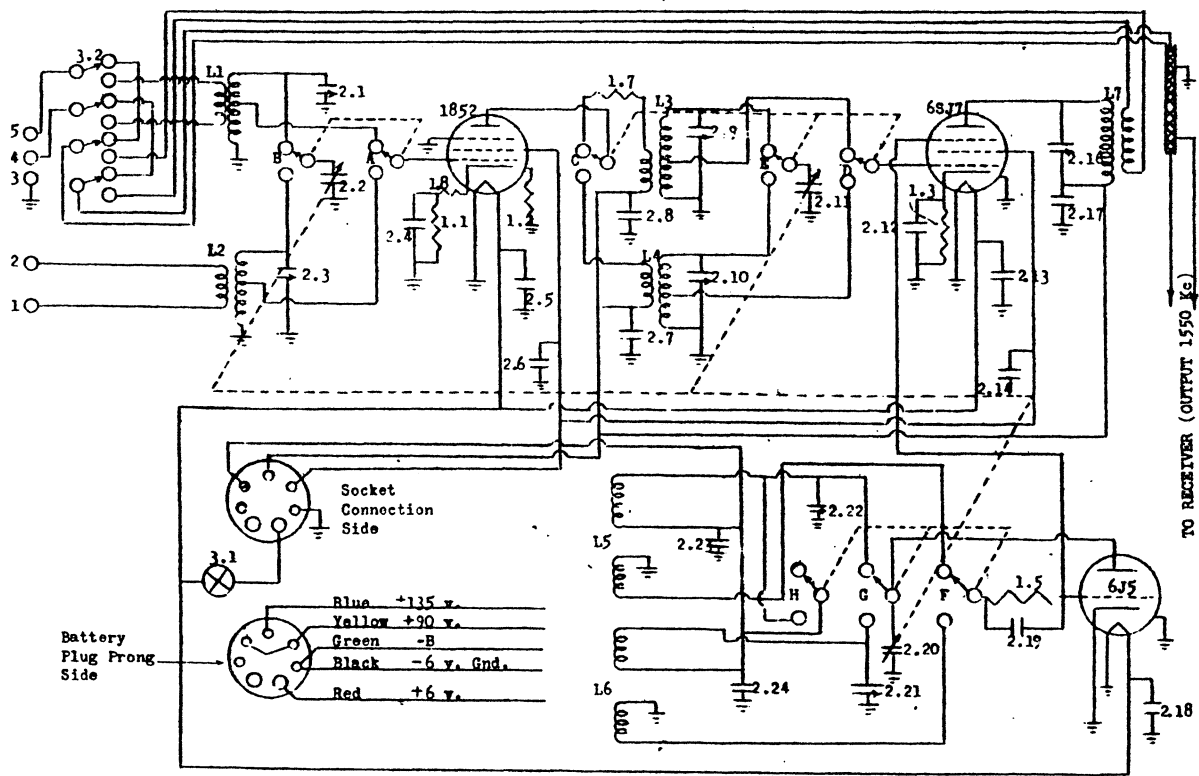 3.2
L1
2.1
1852
1.7
L3
2.9
6SJ7
L7
5
4
3
B
A
2.2
C
E
D
2.11
2.16
L8
1.1
1.2
2.4
2.8
1.3
2.12
2.17
2
1
L2
2.3
2.5
L4
2.10
2.13
2.7
2.6
2.14
TO RECEIVER (OUTPUT 1550 Kc)
Socket
Connection
Side
2.22
2.23
L5
3.1
H
G
F
1.5
6J5
2.19
2.20
Battery
Plug Prong
Side
Blue +135 v.
Yellow +90 v.
Green -B
Black -6 v. Gnd.
Red +6 v.
L6
2.24
2.21
2.18